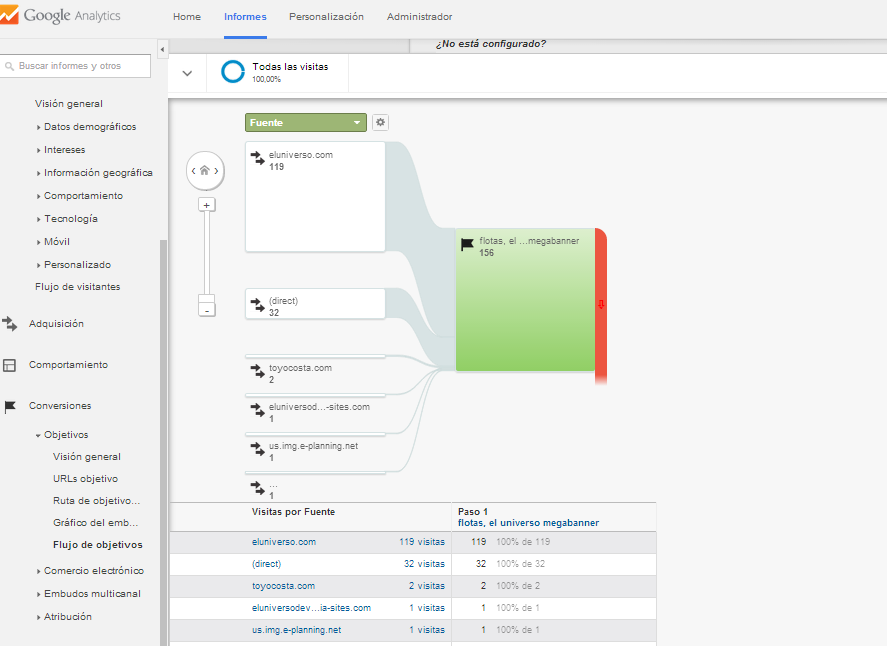 Google Analytics
Home Informes Personalización Administrador
¿No está configurado?
Buscar informes y otros
Todas las visitas
100,00%
Visión general
Datos demográficos
Intereses
Información geográfica
Comportamiento
Tecnología
Móvil
Personalizado
Flujo de visitantes
Adquisición
Comportamiento
Conversiones
Objetivos
Visión general
URLs objetivo
Ruta de objetivo...
Gráfico del emb...
Flujo de objetivos
Comercio electrónico
Embudos multicanal
Atribución
Fuente
+
-
eluniverso.com
119
(direct)
32
toyocosta.com
2
eluniversod...-sites.com
1
us.img.e-planning.net
1
...
1
flotas, el ...megabanner
156
Visitas por Fuente Paso 1
flotas, el universo megabanner
eluniverso.com 119 visitas 119 100% de 119
(direct) 32 visitas 32 100% de 32
toyocosta.com 2 visitas 2 100% de 2
eluniversodev...ia-sites.com 1 visitas 1 100% de 1
us.img.e-planning.net 1 visitas 1 100% de 1